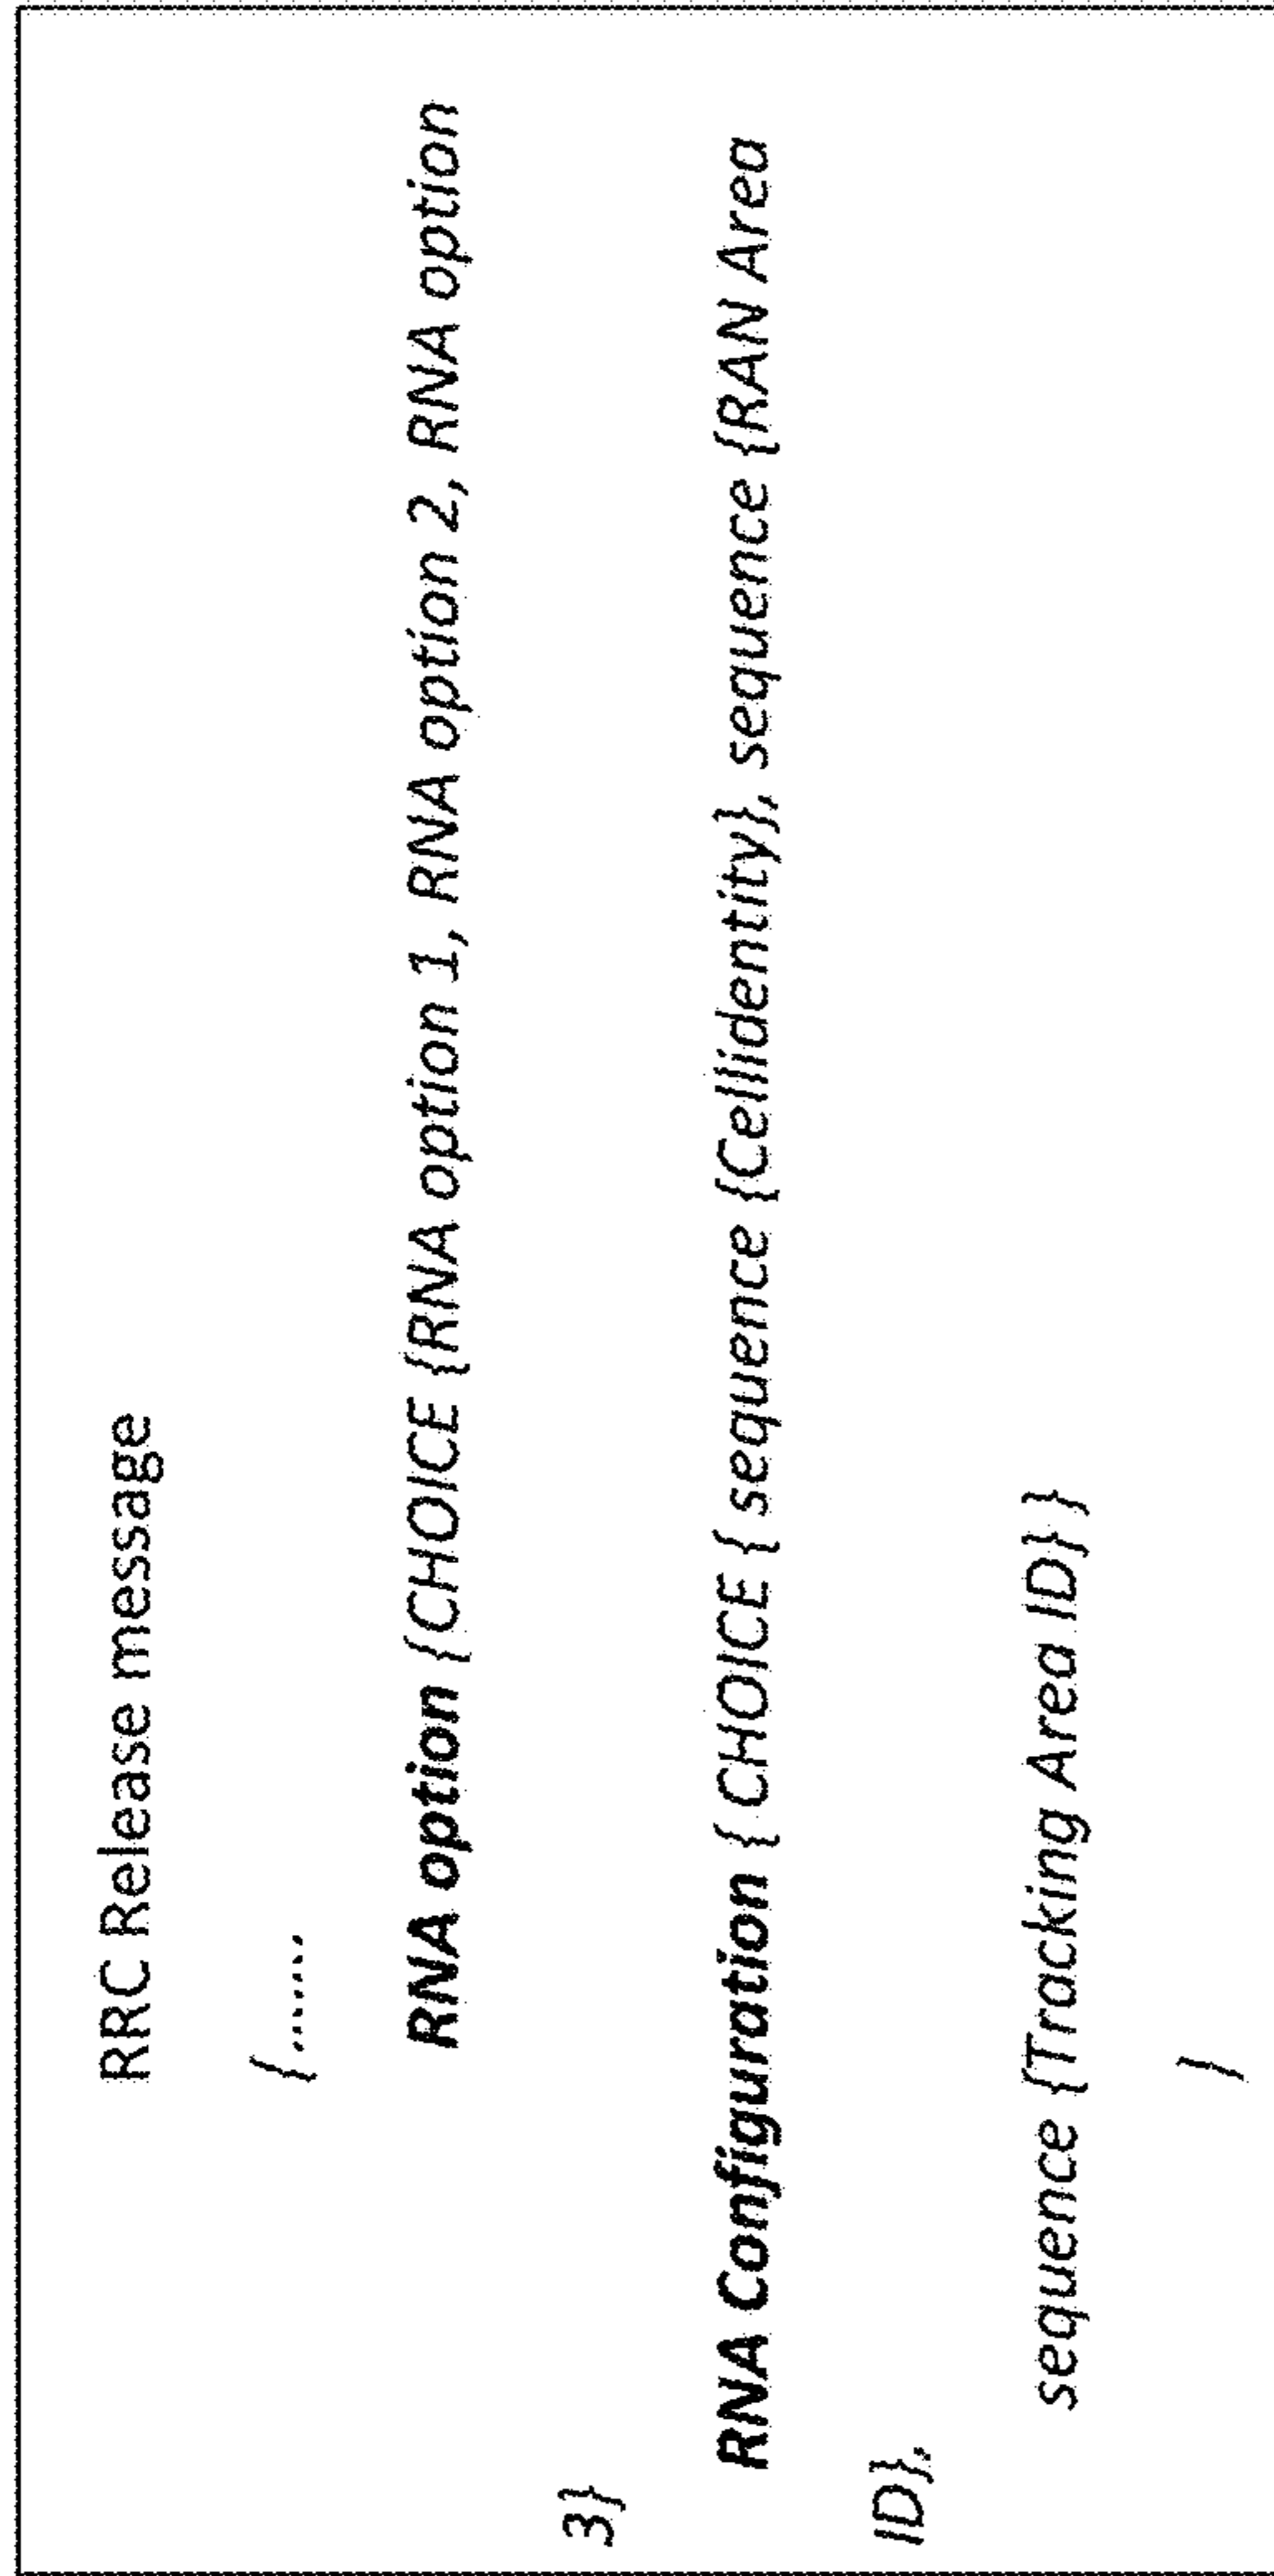 RRC Release message
{......
RNA option {CHOICE {RNA option 1, RNA option 2, RNA option
3}
RNA Configuration { CHOICE { sequence {Cellidentity}, sequence {RAN Area
ID},
sequence {Tracking Area ID} }
}